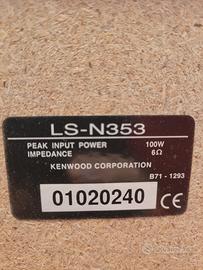 LS-N353
PEAK INPUT POWER 100W
IMPEDANCE 6Ω
KENWOOD CORPORATION
B71 - 1293
01020240 CE